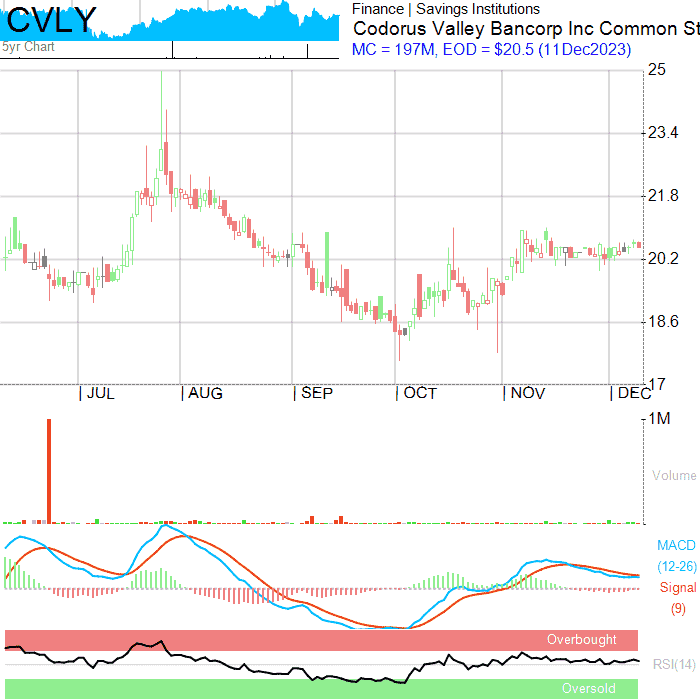 CVLY
5yr Chart
Finance | Savings Institutions
Codorus Valley Bancorp Inc Common St
MC = 197M, EOD = $20.5 (11Dec2023)
25
23.4
21.8
20.2
18.6
17
| JUL | AUG | SEP | OCT | NOV | DEC
1M
Volume
MACD
(12-26)
Signal
(9)
Overbought
RSI(14)
Oversold